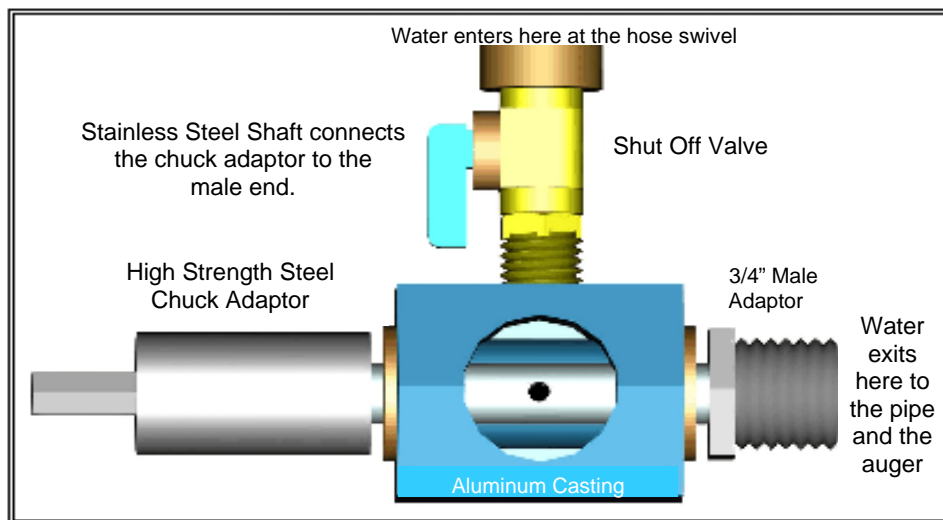 Water enters here at the hose swivel
Stainless Steel Shaft connects
the chuck adaptor to the
male end.
Shut Off Valve
High Strength Steel
Chuck Adaptor
3/4” Male
Adaptor
Water
exits
here to
the pipe
and the
auger
Aluminum Casting